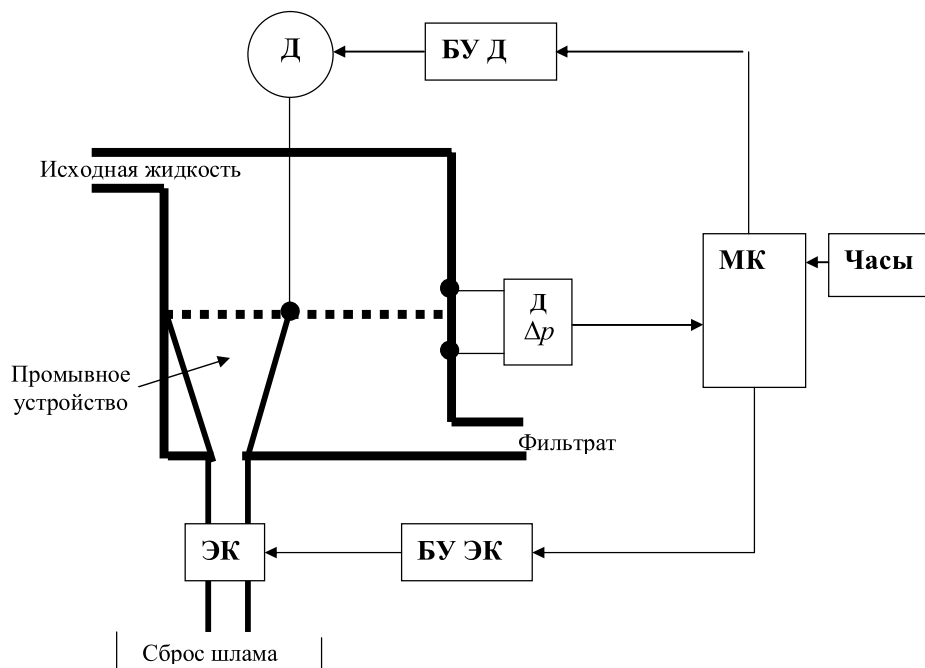 Д
БУ Д
Исходная жидкость
МК
Часы
Д
Δp
Промывное
устройство
Фильтрат
ЭК
БУ ЭК
Сброс шлама